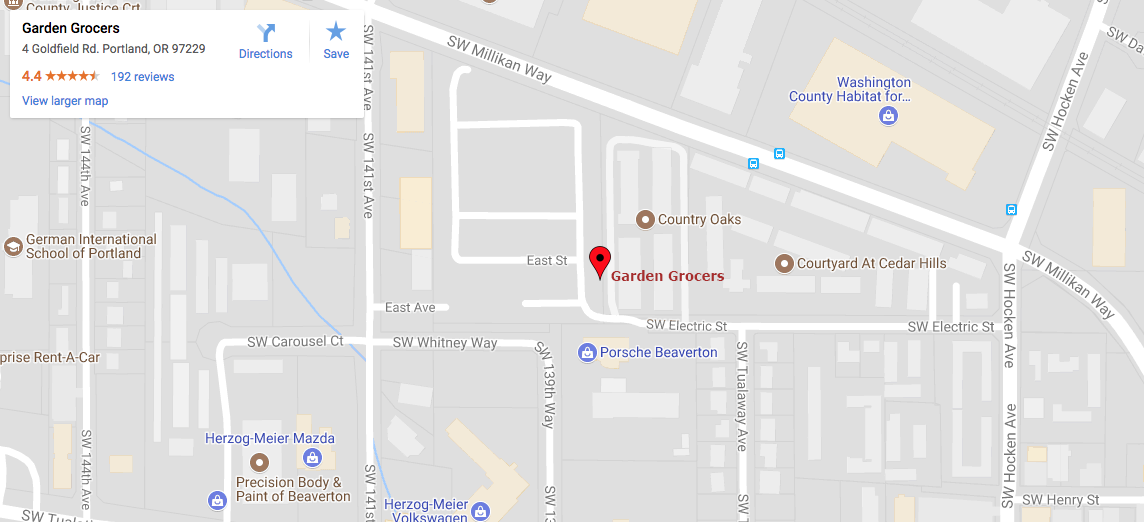 County Justice Crt
Garden Grocers
4 Goldfield Rd. Portland, OR 97229
4.4
192 reviews
View larger map
Directions
Save
SW 141st Ave
SW Millikan Way
Washington
County Habitat for...
SW Hocken Ave
SW Da
SW 144th Ave
SW 141st Ave
Country Oaks
German International
School of Portland
East St
Garden Grocers
Courtyard At Cedar Hills
SW Millikan Way
East Ave
SW Electric St
SW Electric St
SW Hocken Ave
SW Carousel Ct
SW Whitney Way
prise Rent-A-Car
Porsche Beaverton
SW 139th Way
SW Tualaway Ave
SW Hocken Ave
SW 144th Ave
Herzog-Meier Mazda
Precision Body &
Paint of Beaverton
SW 141st
Herzog-Meier
Volkswagen
SW 13
SW Henry St
SW Tualaw